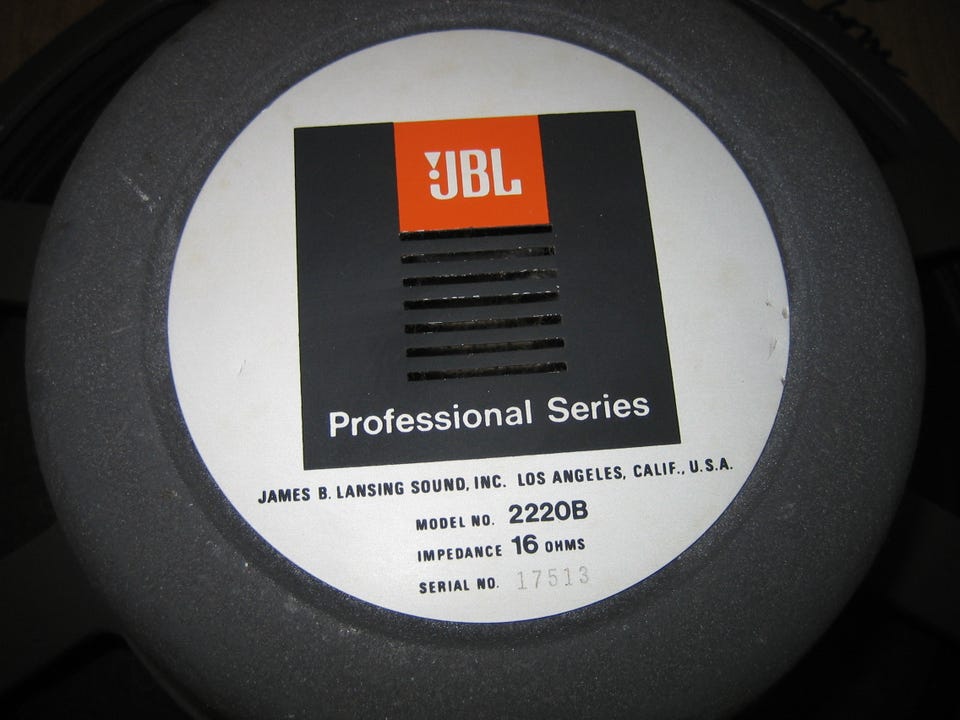 JBL
Professional Series
JAMES B. LANSING SOUND, INC. LOS ANGELES, CALIF., U.S.A.
MODEL NO. 2220B
IMPEDANCE 16 OHMS
SERIAL NO. 17513